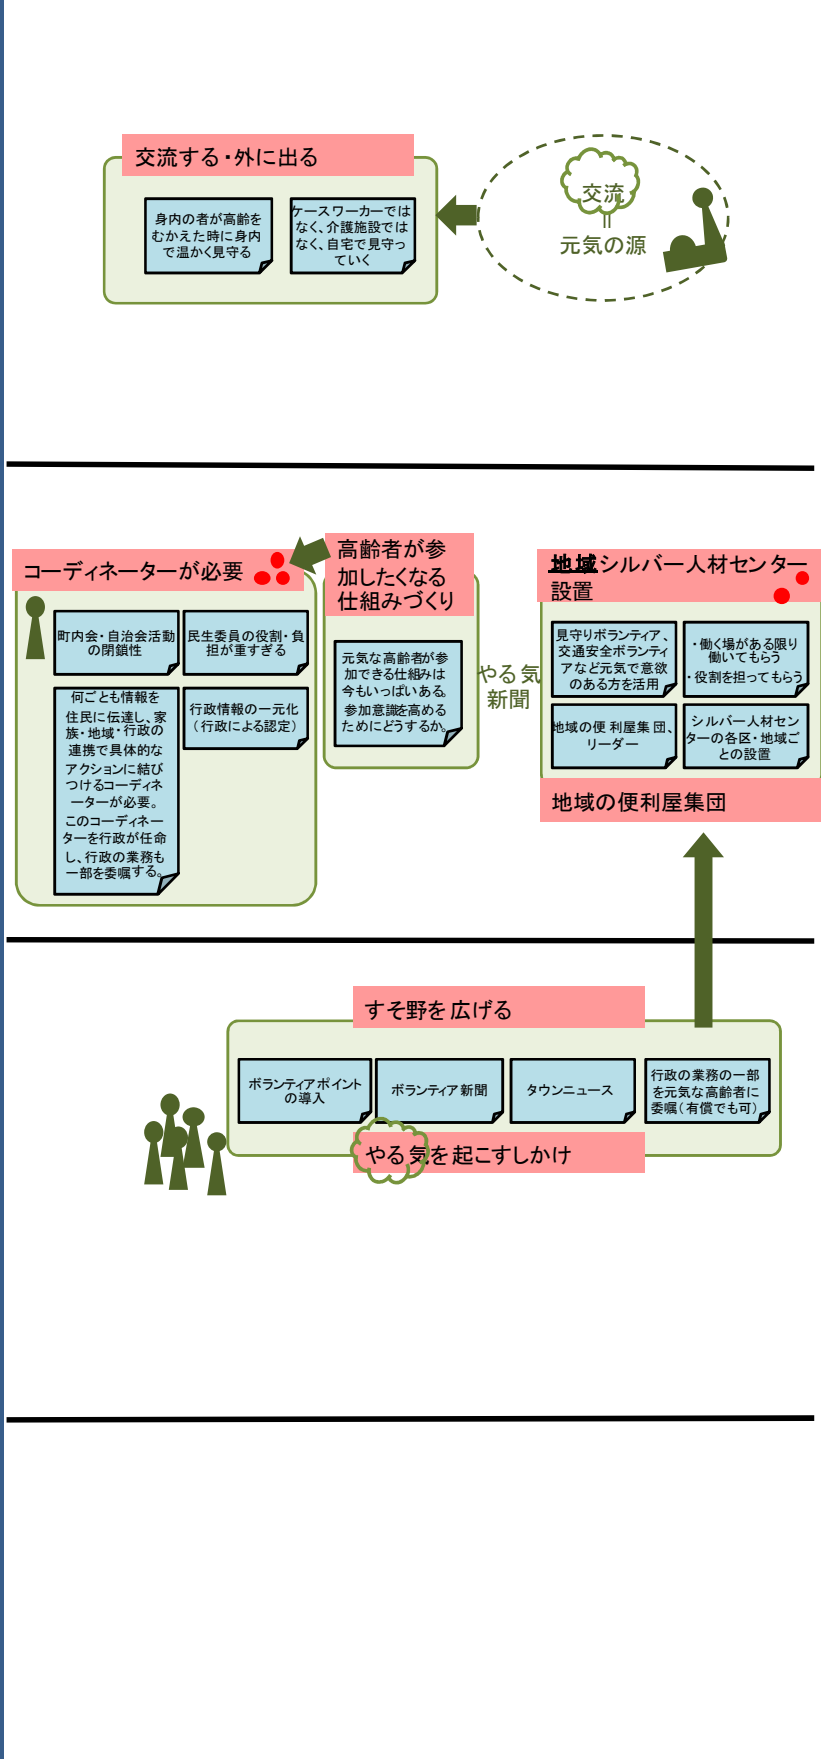 交流する・外に出る
身内の者が高齢を
むかえた時に身内
で温かく見守る
ケースワーカーでは
なく、介護施設では
なく、自宅で見守っ
ていく
交流
||
元気の源
コーディネーターが必要
町内会・自治会活動
の閉鎖性
民生委員の役割・負
担が重すぎる
何ごとも情報を
住民に伝達し、家
族・地域・行政の
連携で具体的な
アクションに結び
つけるコーディネ
ーターが必要。
このコーディネー
ターを行政が任命
し、行政の業務も
一部を委嘱する。
行政情報の一元化
（行政による認定）
高齢者が参
加したくなる
仕組みづくり
元気な高齢者が参
加できる仕組みは
今もいっぱいある。
参加意識を高める
ためにどうするか。
やる気
新聞
地域シルバー人材センター
設置
見守りボランティア、
交通安全ボランティ
アなど元気で意欲
のある方を活用
・働く場がある限り
働いてもらう
・役割を担ってもらう
地域の便利屋集団、
リーダー
シルバー人材セン
ターの各区・地域ご
との設置
地域の便利屋集団
すそ野を広げる
ボランティアポイント
の導入
ボランティア新聞
タウンニュース
行政の業務の一部
を元気な高齢者に
委嘱（有償でも可）
やる気を起こすしかけ